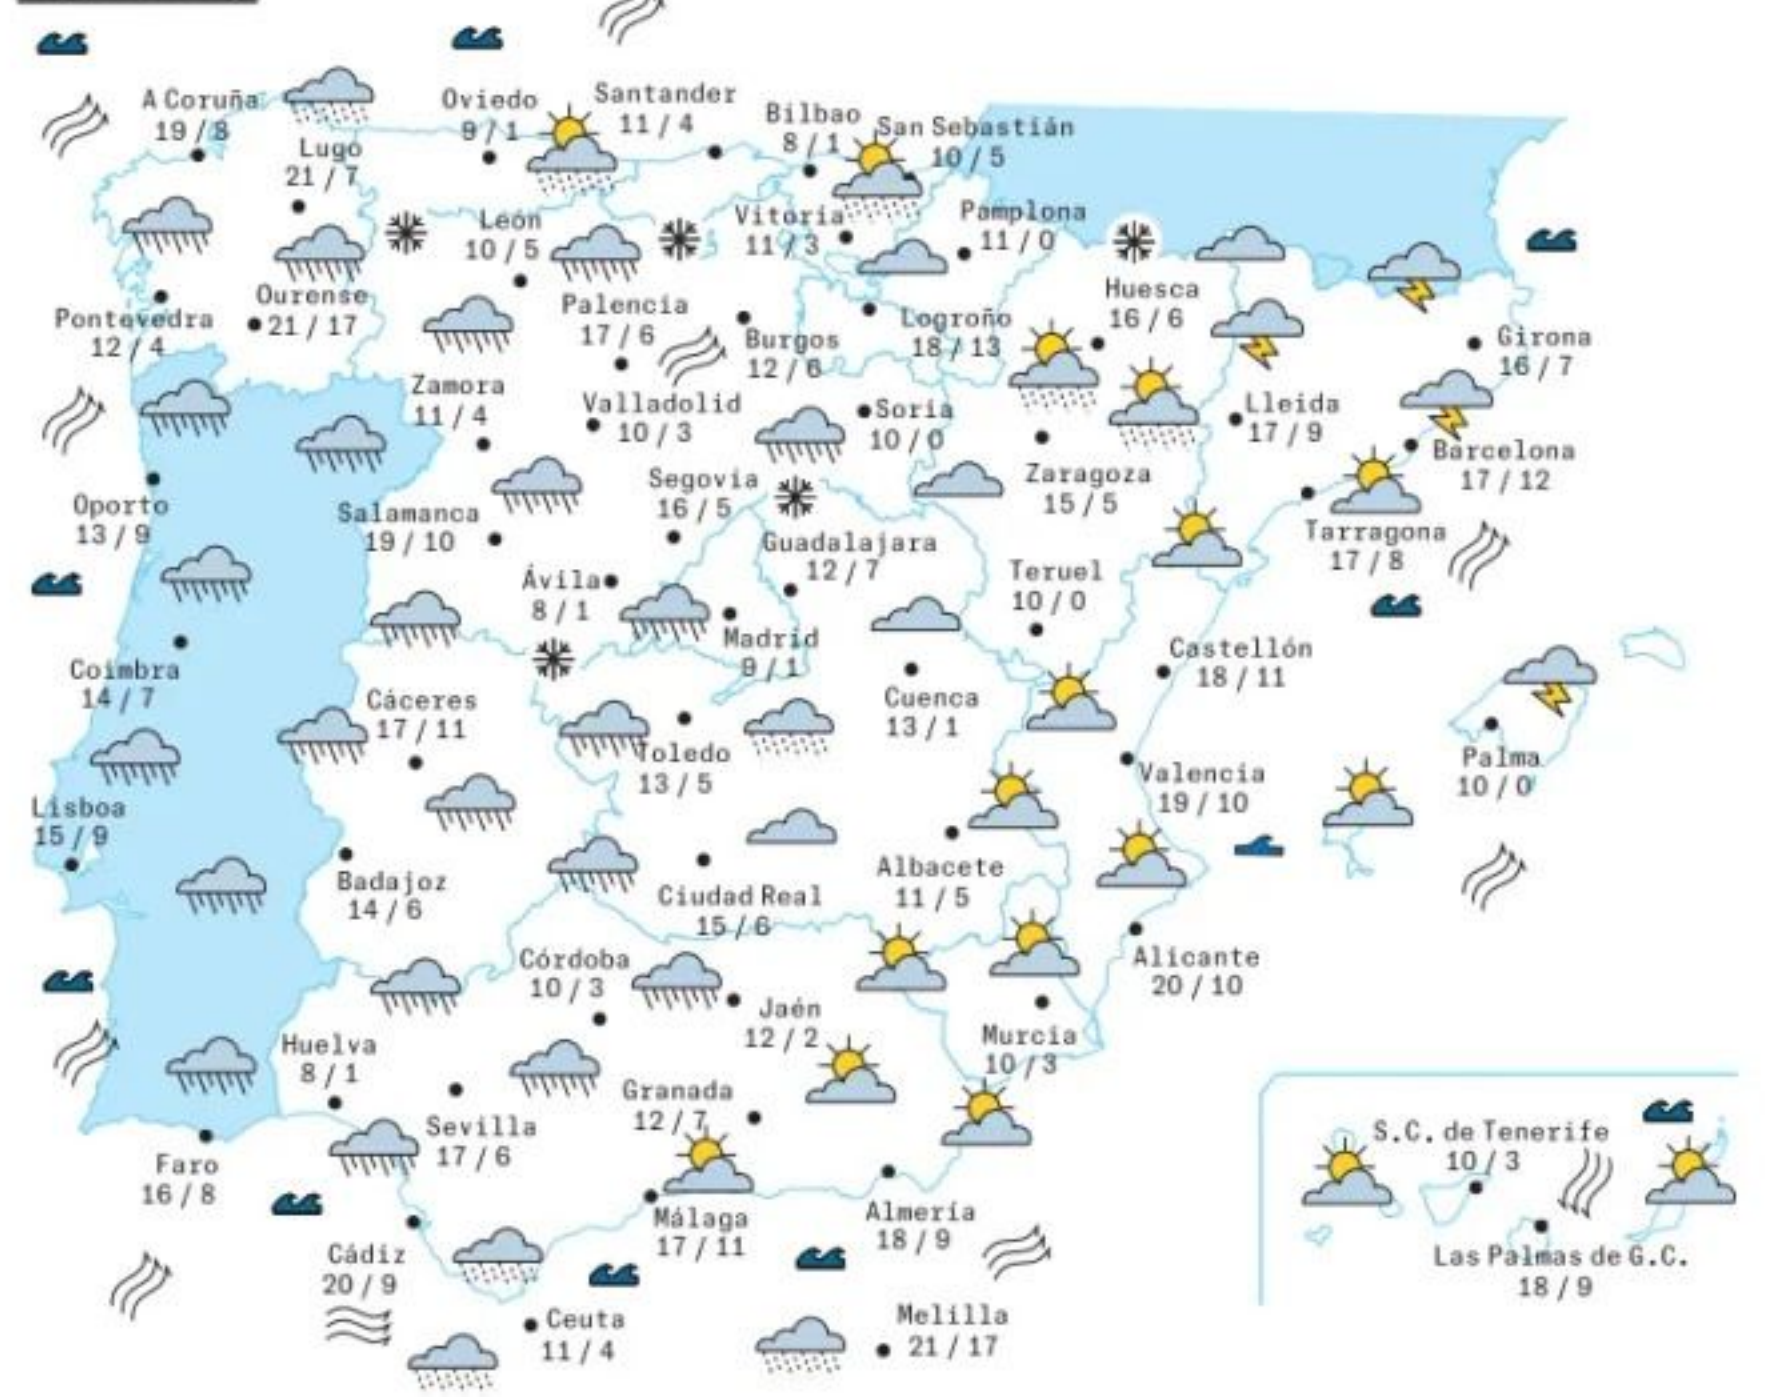 A Coruña
19 / 8
Oviedo
9 / 1
Santander
11 / 4
Bilbao
8 / 1
San Sebastián
10 / 5
Lugo
21 / 7
León
10 / 5
Vitoria
11 / 3
Pamplona
11 / 0
Pontevedra
12 / 4
Ourense
21 / 17
Palencia
17 / 6
Burgos
12 / 6
Logroño
18 / 13
Huesca
16 / 6
Girona
16 / 7
Zamora
11 / 4
Valladolid
10 / 3
Soria
10 / 0
Lleida
17 / 9
Barcelona
17 / 12
Oporto
13 / 9
Salamanca
19 / 10
Segovia
16 / 5
Zaragoza
15 / 5
Tarragona
17 / 8
Ávila
8 / 1
Guadalajara
12 / 7
Teruel
10 / 0
Madrid
9 / 1
Castellón
18 / 11
Coimbra
14 / 7
Cáceres
17 / 11
Cuenca
13 / 1
Toledo
13 / 5
Valencia
19 / 10
Palma
10 / 0
Lisboa
15 / 9
Badajoz
14 / 6
Ciudad Real
15 / 6
Albacete
11 / 5
Alicante
20 / 10
Córdoba
10 / 3
Jaén
12 / 2
Murcia
10 / 3
Huelva
8 / 1
Granada
12 / 7
Sevilla
17 / 6
Faro
16 / 8
Málaga
17 / 11
Almería
18 / 9
Cádiz
20 / 9
Ceuta
11 / 4
Melilla
21 / 17
S.C. de Tenerife
10 / 3
Las Palmas de G.C.
18 / 9